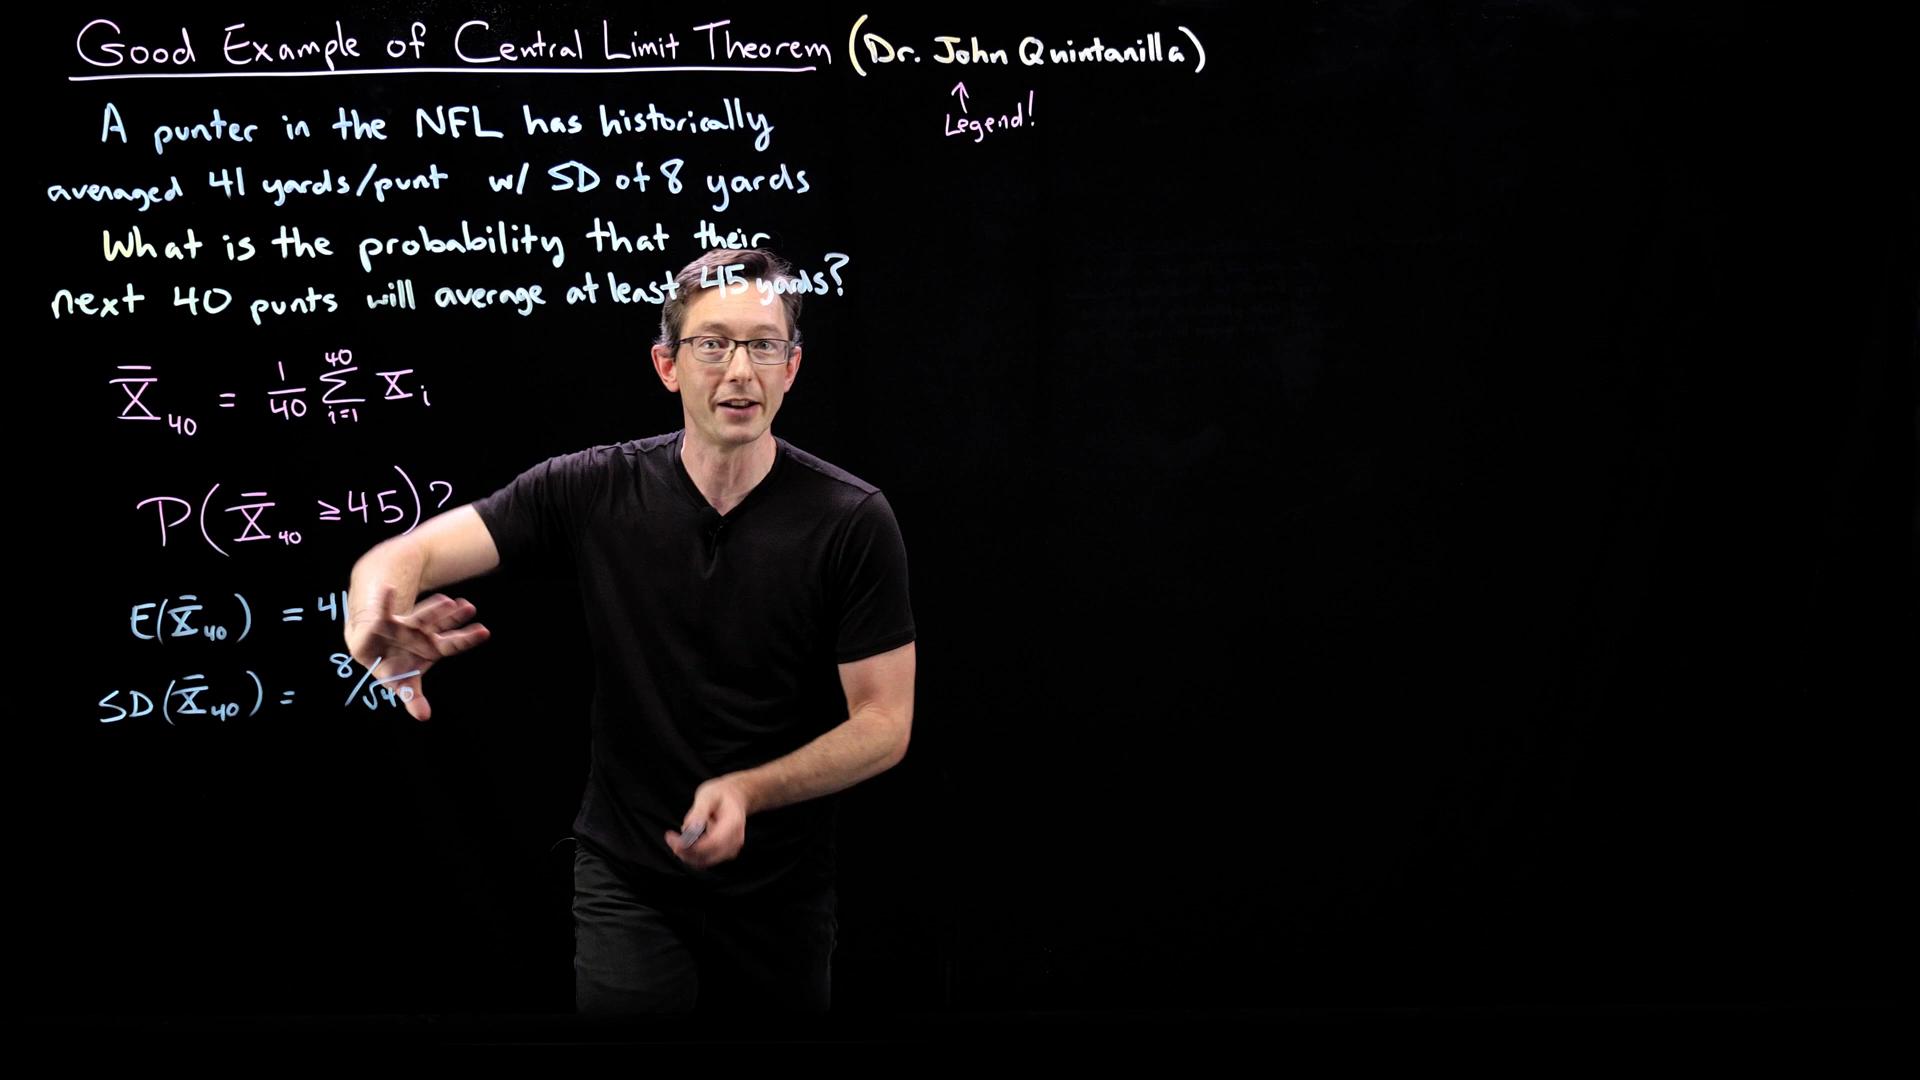 Good Example of Central Limit Theorem (Dr. John Quintanilla)
↑
Legend!
A punter in the NFL has historically
averaged 41 yards/punt w/ SD of 8 yards
What is the probability that their
next 40 punts will average at least 45 yards?
X̄₄₀ = 1/40 ∑_{i=1}^{40} Xᵢ
P(X̄₄₀ ≥ 45)?
E(X̄₄₀) = 41
SD(X̄₄₀) = 8/√40